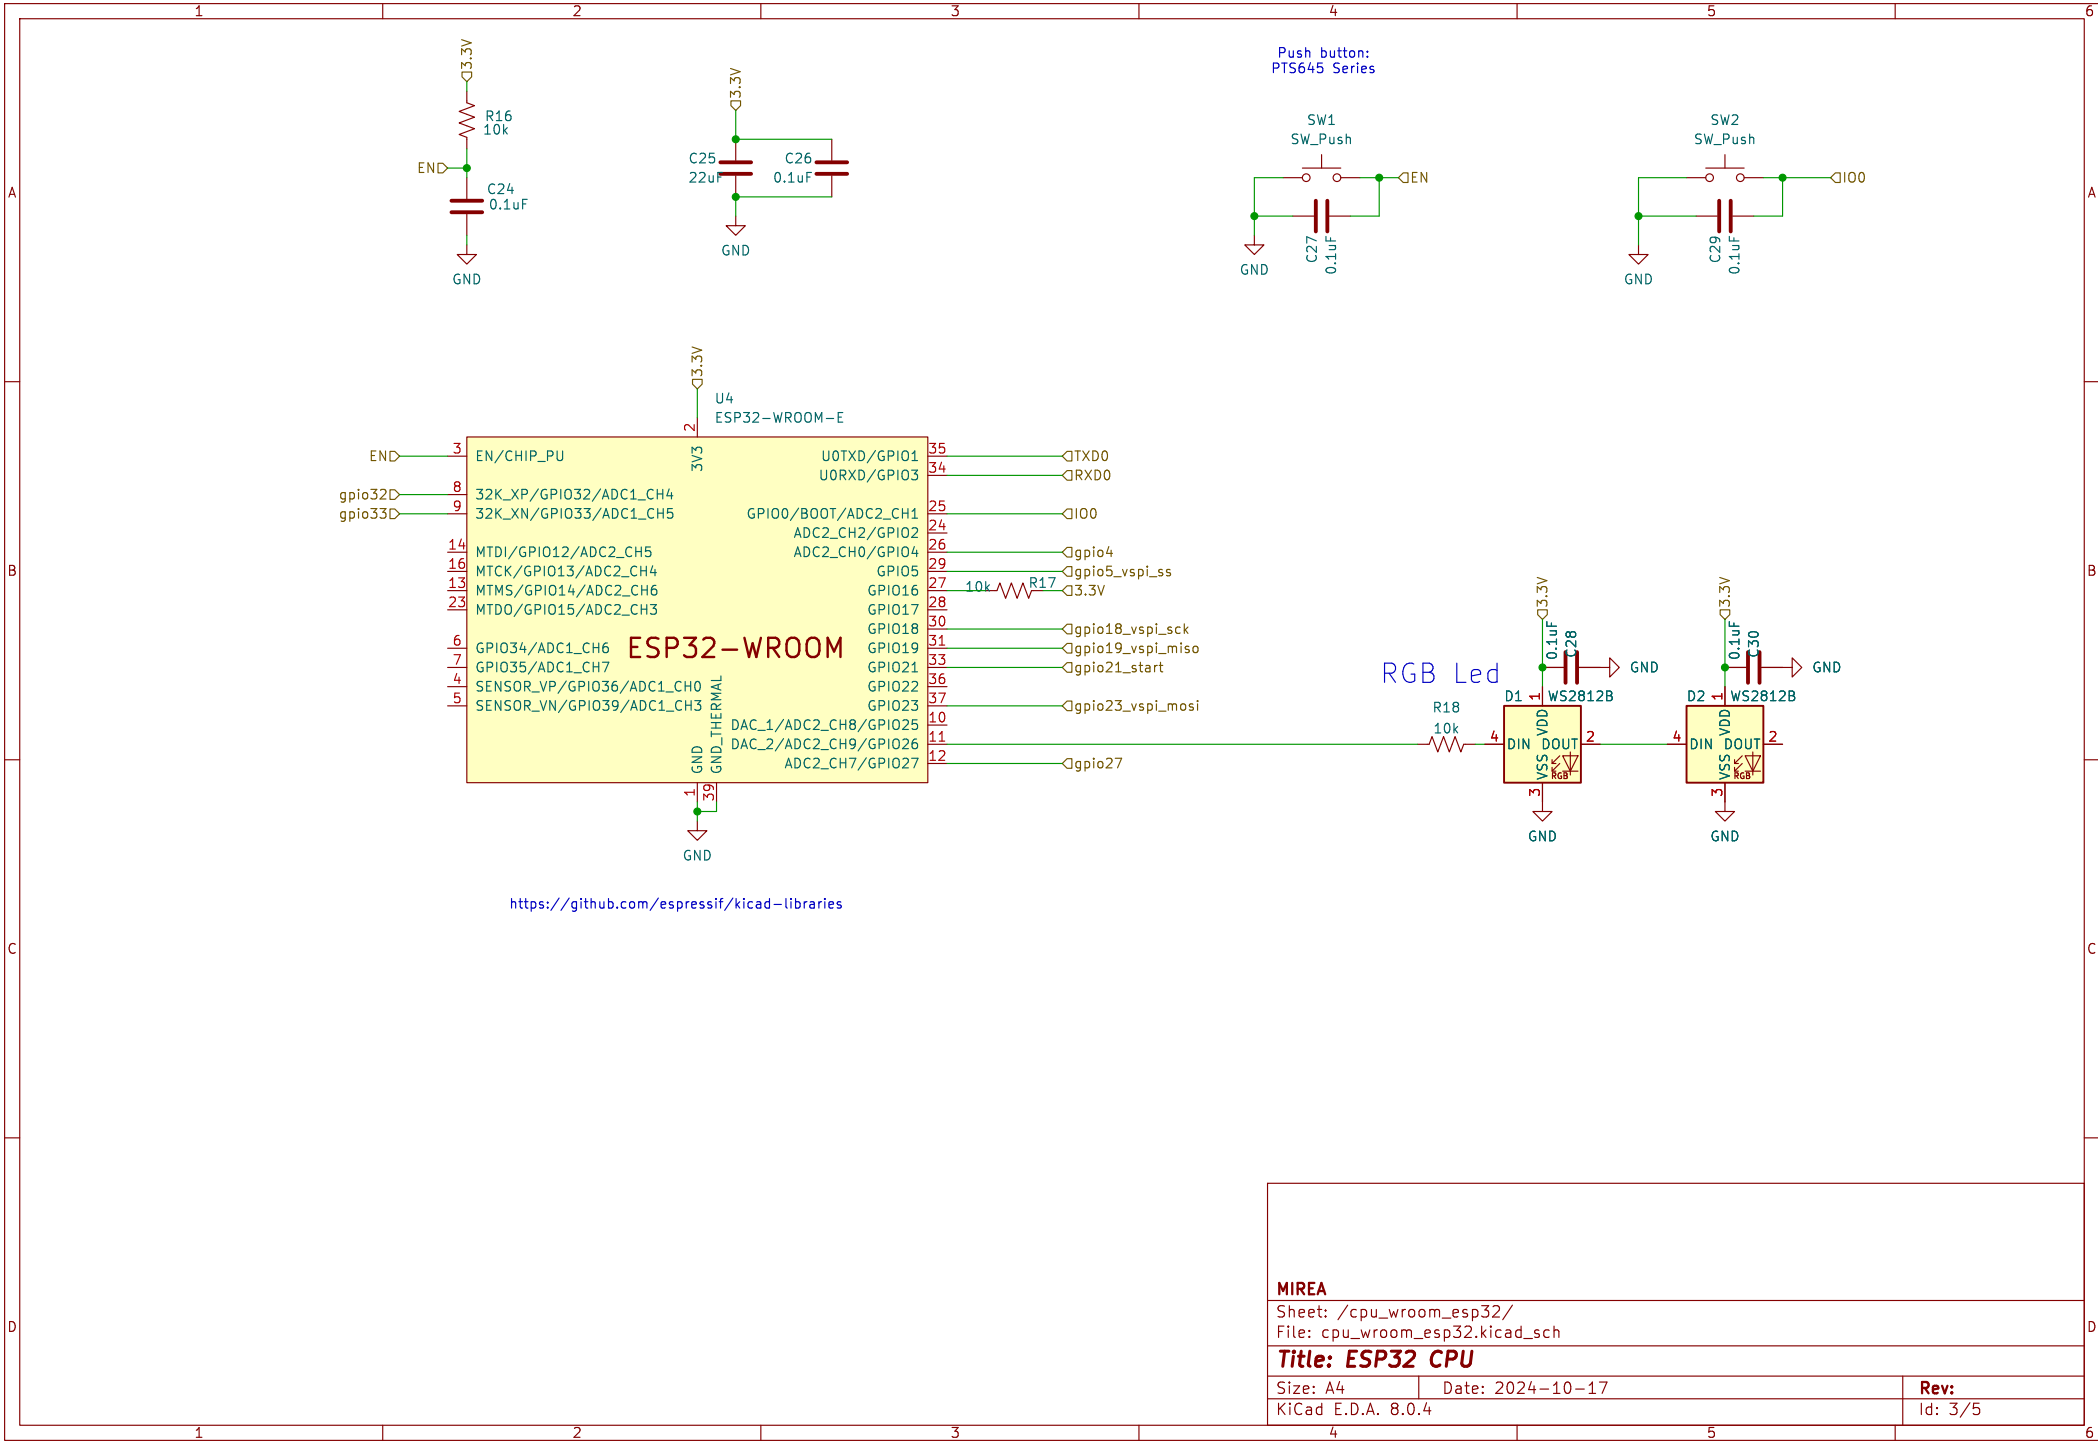 1 2 3 4 5 6
Push button:
PTS645 Series
3.3V
R16
10k
EN
C24
0.1uF
GND
3.3V
C25
22uF
C26
0.1uF
GND
SW1
SW_Push
EN
C27
0.1uF
GND
SW2
SW_Push
IO0
C29
0.1uF
GND
A A
3.3V
U4
ESP32-WROOM-E
2
3V3
EN 3 EN/CHIP_PU
gpio32 8 32K_XP/GPIO32/ADC1_CH4
gpio33 9 32K_XN/GPIO33/ADC1_CH5
14 MTDI/GPIO12/ADC2_CH5
16 MTCK/GPIO13/ADC2_CH4
13 MTMS/GPIO14/ADC2_CH6
23 MTDO/GPIO15/ADC2_CH3
6 GPIO34/ADC1_CH6
7 GPIO35/ADC1_CH7
4 SENSOR_VP/GPIO36/ADC1_CH0
5 SENSOR_VN/GPIO39/ADC1_CH3
ESP32-WROOM
U0TXD/GPIO1 35 TXD0
U0RXD/GPIO3 34 RXD0
GPIO0/BOOT/ADC2_CH1 25 IO0
ADC2_CH2/GPIO2 24
ADC2_CH0/GPIO4 26 gpio4
GPIO5 29 gpio5_vspi_ss
GPIO16 27 10k R17 3.3V
GPIO17 28
GPIO18 30 gpio18_vspi_sck
GPIO19 31 gpio19_vspi_miso
GPIO21 33 gpio21_start
GPIO22 36
GPIO23 37 gpio23_vspi_mosi
DAC_1/ADC2_CH8/GPIO25 10
DAC_2/ADC2_CH9/GPIO26 11
ADC2_CH7/GPIO27 12 gpio27
GND
GND_THERMAL
1
39
GND
B B
RGB Led
R18
10k
3.3V
0.1uF
C28
GND
D1 1 WS2812B
VDD
4 DIN DOUT 2
VSS
RGB
3
GND
3.3V
0.1uF
C30
GND
D2 1 WS2812B
VDD
4 DIN DOUT 2
VSS
RGB
3
GND
https://github.com/espressif/kicad-libraries
C C
D D
MIREA
Sheet: /cpu_wroom_esp32/
File: cpu_wroom_esp32.kicad_sch
Title: ESP32 CPU
Size: A4 Date: 2024-10-17 Rev:
KiCad E.D.A. 8.0.4 Id: 3/5
1 2 3 4 5 6